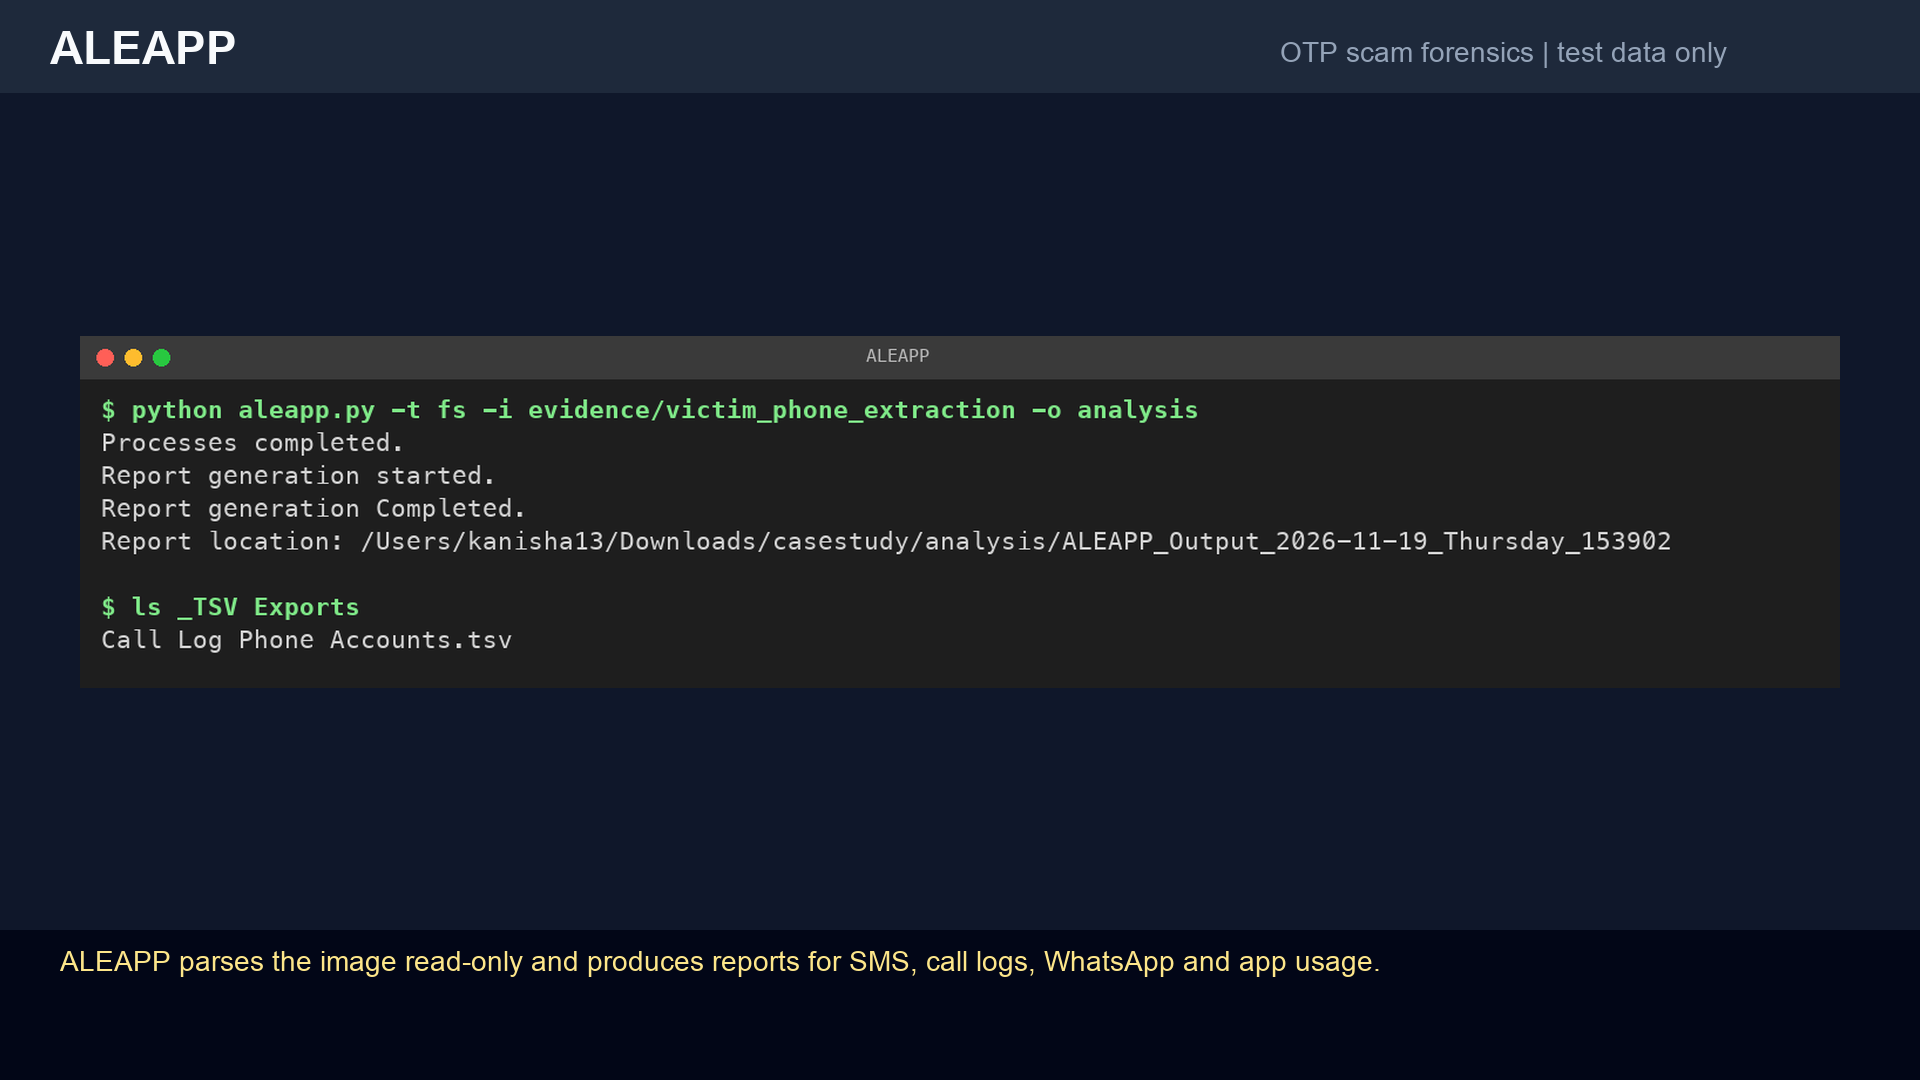 ALEAPP
OTP scam forensics | test data only
ALEAPP
$ python aleapp.py -t fs -i evidence/victim_phone_extraction -o analysis
Processes completed.
Report generation started.
Report generation Completed.
Report location: /Users/kanisha13/Downloads/casestudy/analysis/ALEAPP_Output_2026-11-19_Thursday_153902
$ ls _TSV Exports
Call Log Phone Accounts.tsv
ALEAPP parses the image read-only and produces reports for SMS, call logs, WhatsApp and app usage.